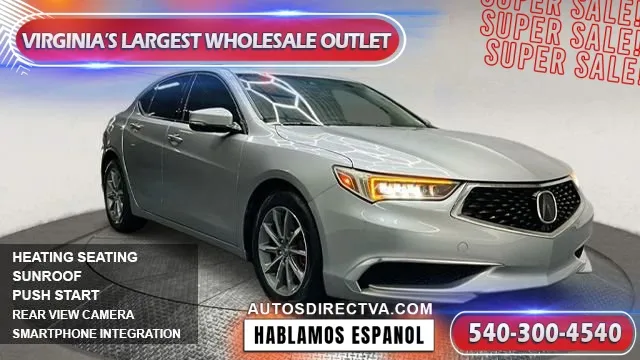 VIRGINIA'S LARGEST WHOLESALE OUTLET
SUPER SALE
SUPER SALE
SUPER SALE
HEATING SEATING
SUNROOF
PUSH START
REAR VIEW CAMERA
SMARTPHONE INTEGRATION
AUTOSDIRECTVA.COM
HABLAMOS ESPANOL
540-300-4540